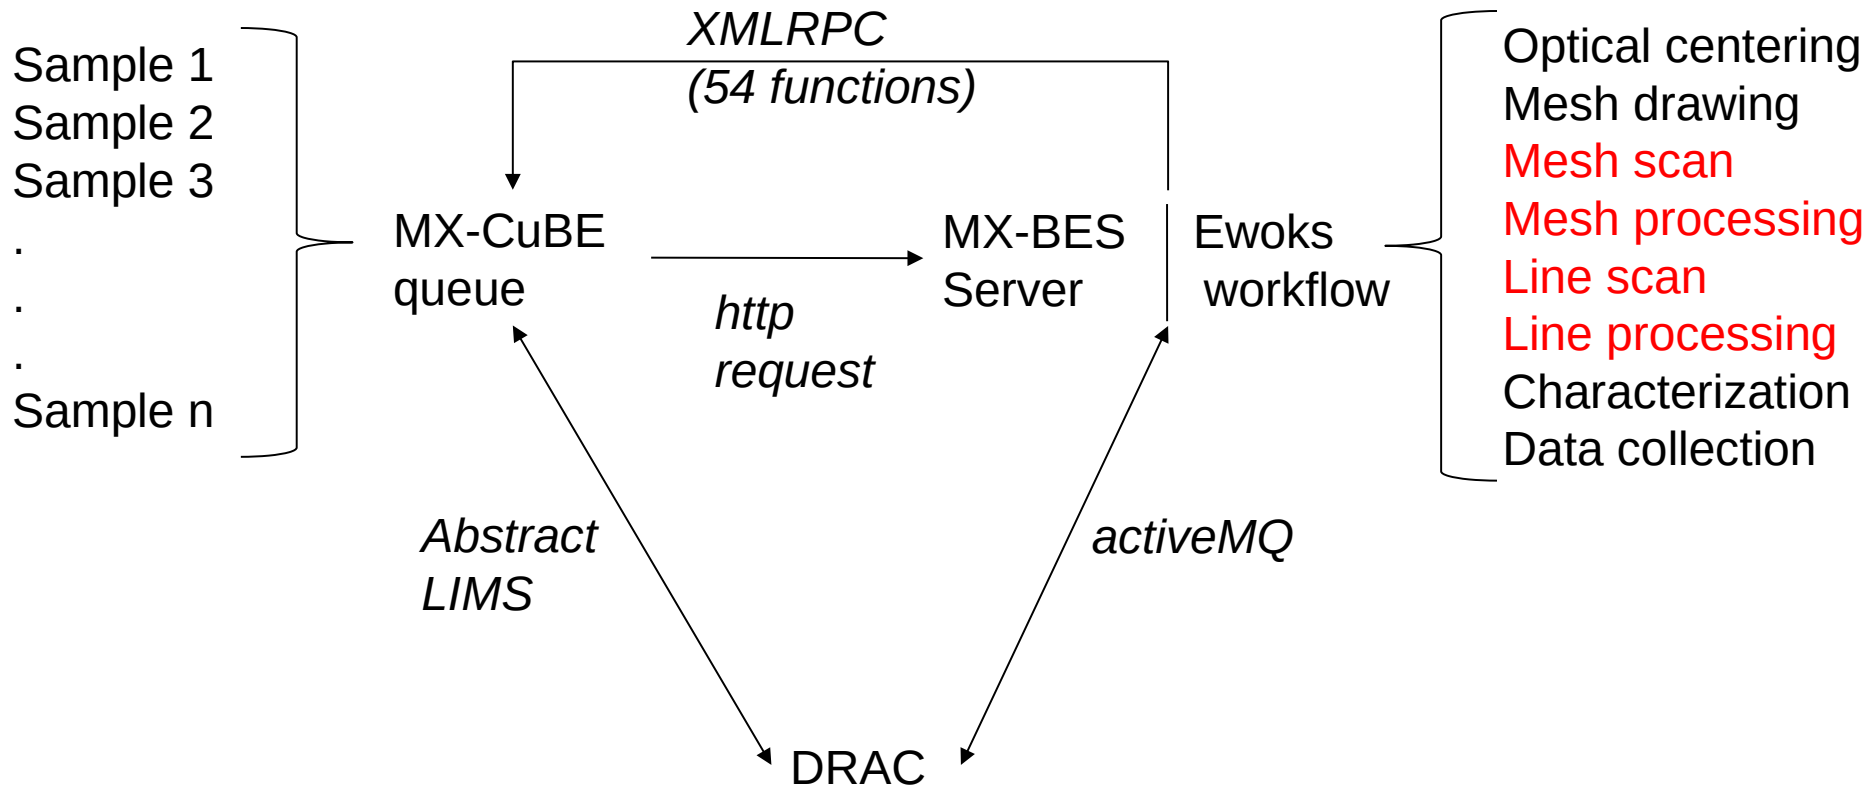 Sample 1
Sample 2
Sample 3
.
.
.
Sample n
XMLRPC
(54 functions)
MX-CuBE
queue
http
request
MX-BES
Server
Ewoks
workflow
Optical centering
Mesh drawing
Mesh scan
Mesh processing
Line scan
Line processing
Characterization
Data collection
Abstract
LIMS
activeMQ
DRAC